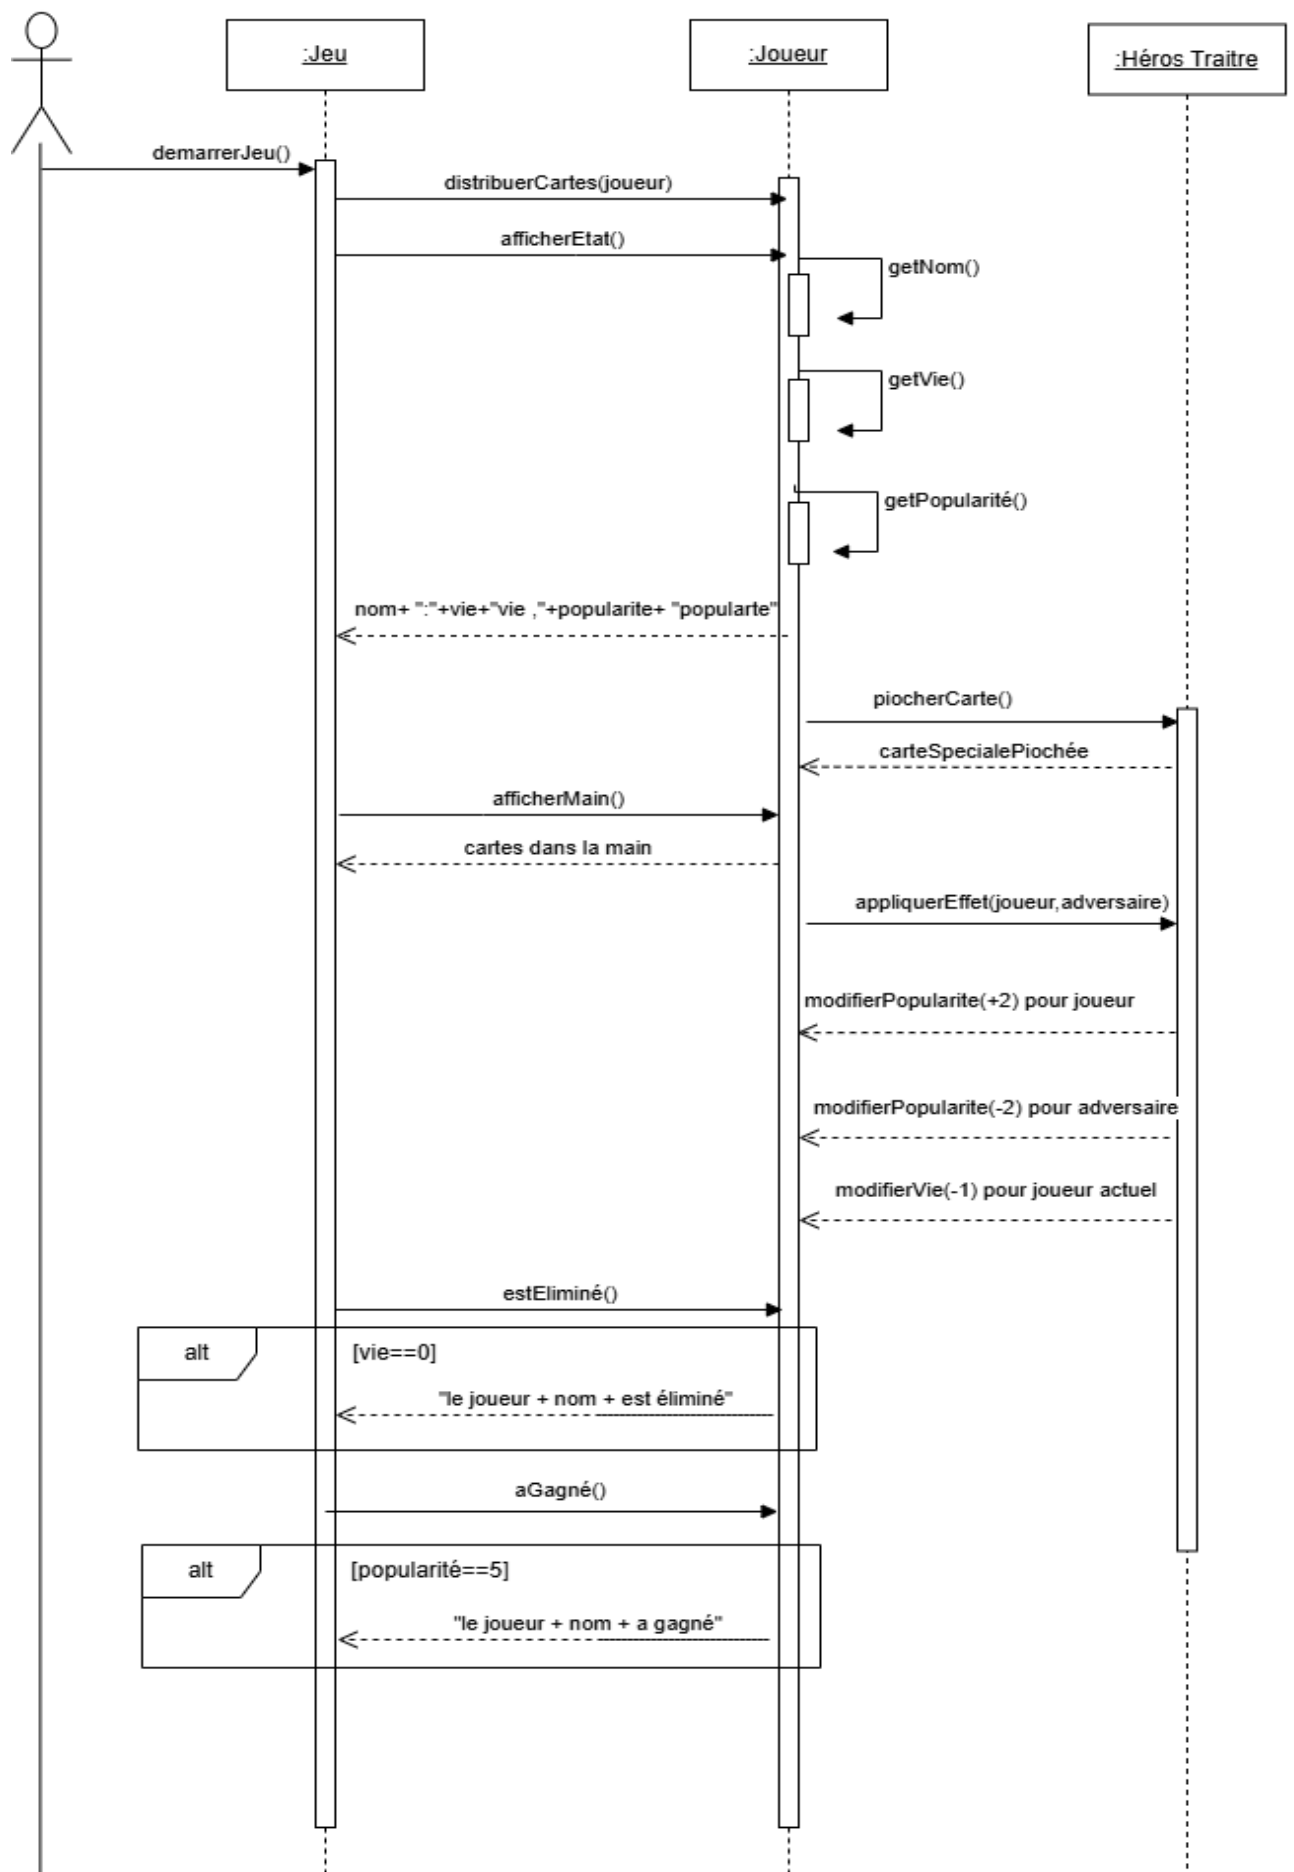 :Jeu
:Joueur
:Héros Traitre
demarrerJeu()
distribuerCartes(joueur)
afficherEtat()
getNom()
getVie()
getPopularité()
nom+ ":"+vie+"vie ,"+popularite+ "popularte"
piocherCarte()
carteSpecialePiochée
afficherMain()
cartes dans la main
appliquerEffet(joueur,adversaire)
modifierPopularite(+2) pour joueur
modifierPopularite(-2) pour adversaire
modifierVie(-1) pour joueur actuel
estEliminé()
alt
[vie==0]
"le joueur + nom + est éliminé"
aGagné()
alt
[popularité==5]
"le joueur + nom + a gagné"